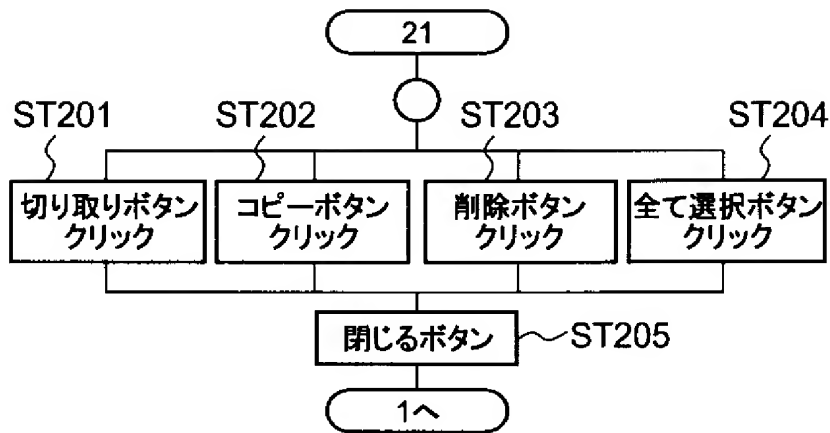 21
ST201
ST202
ST203
ST204
切り取りボタン
クリック
コピーボタン
クリック
削除ボタン
クリック
全て選択ボタン
クリック
閉じるボタン
ST205
1へ